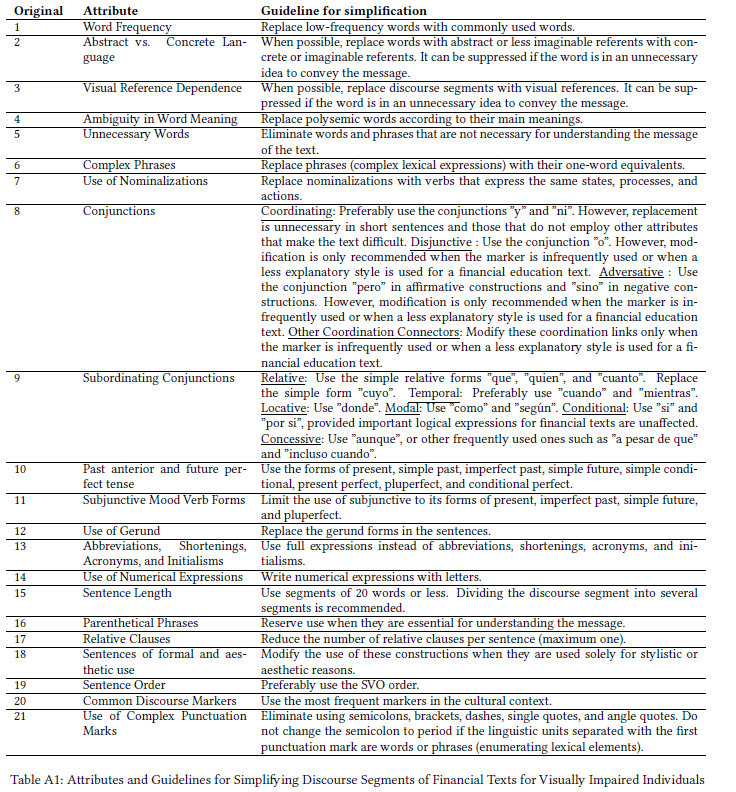 Original Attribute Guideline for simplification
1 Word Frequency Replace low-frequency words with commonly used words.
2 Abstract vs. Concrete Lan- When possible, replace words with abstract or less imaginable referents with con-
guage crete or imaginable referents. It can be suppressed if the word is in an unnecessary
idea to convey the message.
3 Visual Reference Dependence When possible, replace discourse segments with visual references. It can be sup-
pressed if the word is in an unnecessary idea to convey the message.
4 Ambiguity in Word Meaning Replace polysemic words according to their main meanings.
5 Unnecessary Words Eliminate words and phrases that are not necessary for understanding the message
of the text.
6 Complex Phrases Replace phrases (complex lexical expressions) with their one-word equivalents.
7 Use of Nominalizations Replace nominalizations with verbs that express the same states, processes, and
actions.
8 Conjunctions Coordinating: Preferably use the conjunctions ”y” and ”ni”. However, replacement
is unnecessary in short sentences and those that do not employ other attributes
that make the text difficult. Disjunctive : Use the conjunction ”o”. However, mod-
ification is only recommended when the marker is infrequently used or when a
less explanatory style is used for a financial education text. Adversative : Use
the conjunction ”pero” in affirmative constructions and ”sino” in negative con-
structions. However, modification is only recommended when the marker is in-
frequently used or when a less explanatory style is used for a financial education
text. Other Coordination Connectors: Modify these coordination links only when
the marker is infrequently used or when a less explanatory style is used for a fi-
nancial education text.
9 Subordinating Conjunctions Relative: Use the simple relative forms ”que”, ”quien”, and ”cuanto”. Replace
the simple form ”cuyo”. Temporal: Preferably use ”cuando” and ”mientras”.
Locative: Use ”donde”. Modal: Use ”como” and ”según”. Conditional: Use ”si” and
”por si”, provided important logical expressions for financial texts are unaffected.
Concessive: Use ”aunque”, or other frequently used ones such as ”a pesar de que”
and ”incluso cuando”.
10 Past anterior and future per- Use the forms of present, simple past, imperfect past, simple future, simple condi-
fect tense tional, present perfect, pluperfect, and conditional perfect.
11 Subjunctive Mood Verb Forms Limit the use of subjunctive to its forms of present, imperfect past, simple future,
and pluperfect.
12 Use of Gerund Replace the gerund forms in the sentences.
13 Abbreviations, Shortenings, Use full expressions instead of abbreviations, shortenings, acronyms, and ini-
Acronyms, and Initialisms tialisms.
14 Use of Numerical Expressions Write numerical expressions with letters.
15 Sentence Length Use segments of 20 words or less. Dividing the discourse segment into several
segments is recommended.
16 Parenthetical Phrases Reserve use when they are essential for understanding the message.
17 Relative Clauses Reduce the number of relative clauses per sentence (maximum one).
18 Sentences of formal and aes- Modify the use of these constructions when they are used solely for stylistic or
thetic use aesthetic reasons.
19 Sentence Order Preferably use the SVO order.
20 Common Discourse Markers Use the most frequent markers in the cultural context.
21 Use of Complex Punctuation Eliminate using semicolons, brackets, dashes, single quotes, and angle quotes. Do
Marks not change the semicolon to period if the linguistic units separated with the first
punctuation mark are words or phrases (enumerating lexical elements).
Table A1: Attributes and Guidelines for Simplifying Discourse Segments of Financial Texts for Visually Impaired Individuals